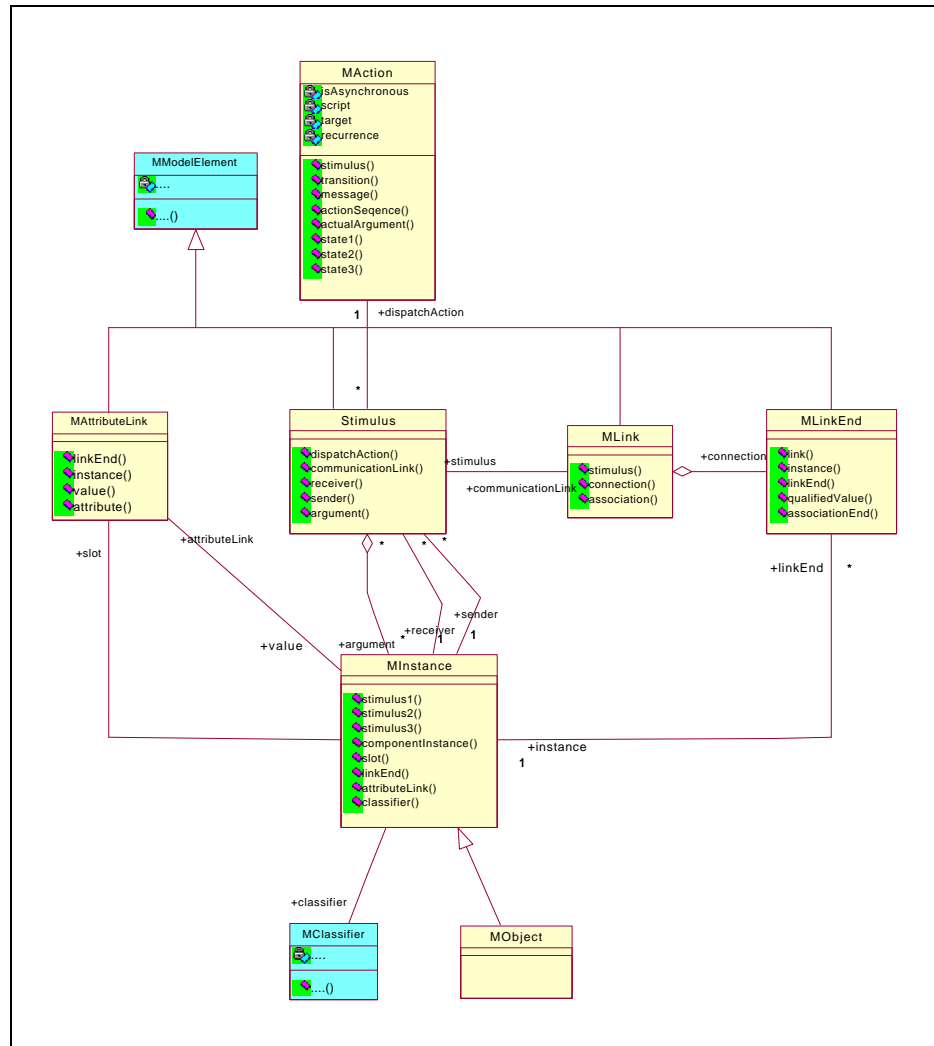 MAction
isAsynchronous
script
target
recurrence
stimulus()
transition()
message()
actionSeqence()
actualArgument()
state1()
state2()
state3()
MModelElement
....
....()
1
+dispatchAction
*
MAttributeLink
linkEnd()
instance()
value()
attribute()
Stimulus
dispatchAction()
communicationLink()
receiver()
sender()
argument()
+stimulus
+communicationLink
MLink
stimulus()
connection()
association()
+connection
MLinkEnd
link()
instance()
linkEnd()
qualifiedValue()
associationEnd()
+slot
+attributeLink
* * *
+linkEnd *
+value
+argument
*
+receiver
1
+sender
1
MInstance
stimulus1()
stimulus2()
stimulus3()
componentInstance()
slot()
linkEnd()
attributeLink()
classifier()
+instance
1
+classifier
MClassifier
....
....()
MObject